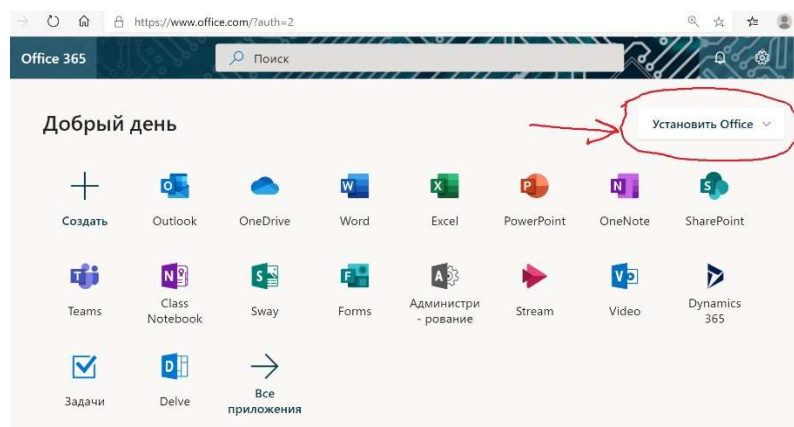 https://www.office.com/?auth=2
Office 365
Поиск
Добрый день
Установить Office
Создать
Outlook
OneDrive
Word
Excel
PowerPoint
OneNote
SharePoint
Teams
Class
Notebook
Sway
Forms
Администри
- рование
Stream
Video
Dynamics
365
Задачи
Delve
Все
приложения